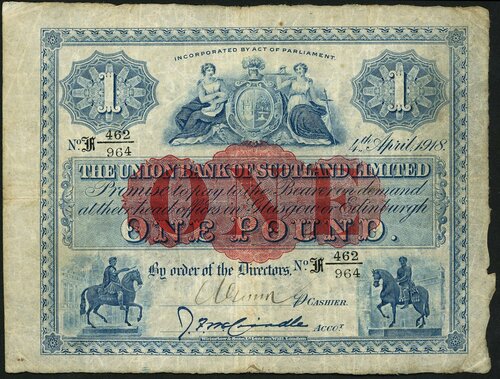 INCORPORATED BY ACT OF PARLIAMENT.
1
1
No. K 462/964
4th April, 1918.
THE UNION BANK OF SCOTLAND LIMITED
Promise to pay to the Bearer on demand
at their head offices in Glasgow or Edinburgh
ONE
ONE POUND.
By order of the Directors. No. K 462/964
CASHIER.
ACCOT.